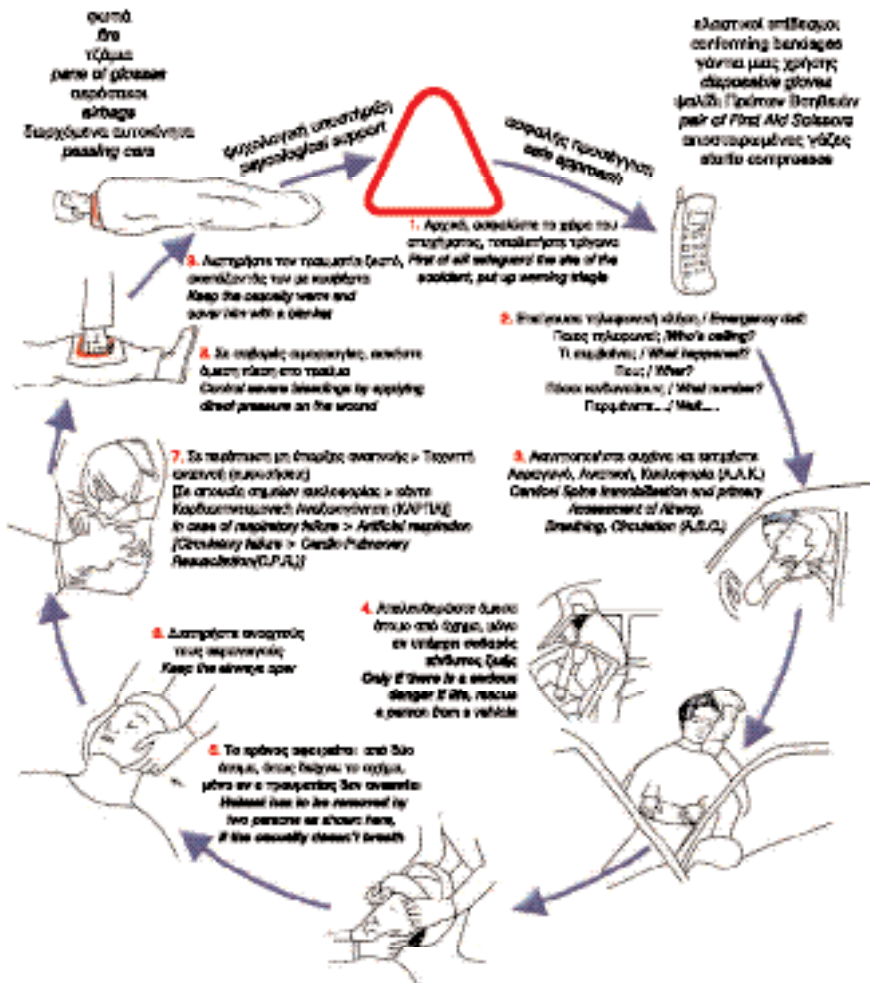 φωτιά
fire
τζάμια
pane of glasses
αερόσακοι
airbags
διερχόμενα αυτοκίνητα
passing cars
ψυχολογική υποστήριξη
psycological support
ασφαλής προσέγγιση
safe approach
ελαστικοί επίδεσμοι
conforming bandages
γάντια μιας χρήσης
disposable gloves
ψαλίδι Πρώτων Βοηθειών
pair of First Aid Scissors
αποστειρωμένες γάζες
sterile compresses
1. Αρχικά, ασφαλίστε το χώρο του
ατυχήματος, τοποθετήστε τρίγωνο
First of all safeguard the site of the
accident, put up warning triagle
2. Επείγουσα τηλεφωνική κλήση / Emergency call:
Ποιος τηλεφωνεί; /Who's calling?
Τι συμβαίνει; / What happened?
Που; / Wher?
Πόσοι κινδυνεύουν; / What number?
Περιμένετε..../ Wait.....
3. Ακινητοποιήστε αυχένα και εκτιμήστε
Αεραγωγό, Αναπνοή, Κυκλοφορία (Α.Α.Κ.)
Spine Immobilisation and primary
Assessment of Airway,
Breathing, Circulation (A.B.C.)
4. Απελευθερώστε άμεσα
άτομο από όχημα, μόνο
αν υπάρχει σοβαρός
κίνδυνος ζωής
Only if there is a serious
danger if life, rescue
a person from a vehicle
5. Το κράνος αφαιρείται από δύο
άτομα, όπως δείχνει το σχήμα,
μόνο αν ο τραυματίας δεν αναπνέει
Helmet has to be removed by
two persons as shown here,
if the casualty doesn't breath
6. Διατηρήστε ανοιχτούς
τους αεραγωγούς
Keep the airways open
7. Σε περίπτωση μη ύπαρξης αναπνοής > Τεχνητή
αναπνοή (εμφυσήσεις)
[Σε απουσία σημείων κυκλοφορίας > κάντε
Καρδιοπνευμονική Αναζωογόνηση (ΚΑΡΠΑ)]
In case of respiratory failure > Artificial respiration
[Circulatory failure > Cardio-Pulmonary
Resuscitation(C.P.R.)]
8. Σε σοβαρές αιμορραγίες, ασκήστε
άμεση πίεση στο τραύμα
Control severe bleedings by applying
direct pressure on the wound
9. Διατηρήστε τον τραυματία ζεστό,
σκεπάζοντάς τον με κουβέρτα
Keep the casualty warm and
cover him with a blanket